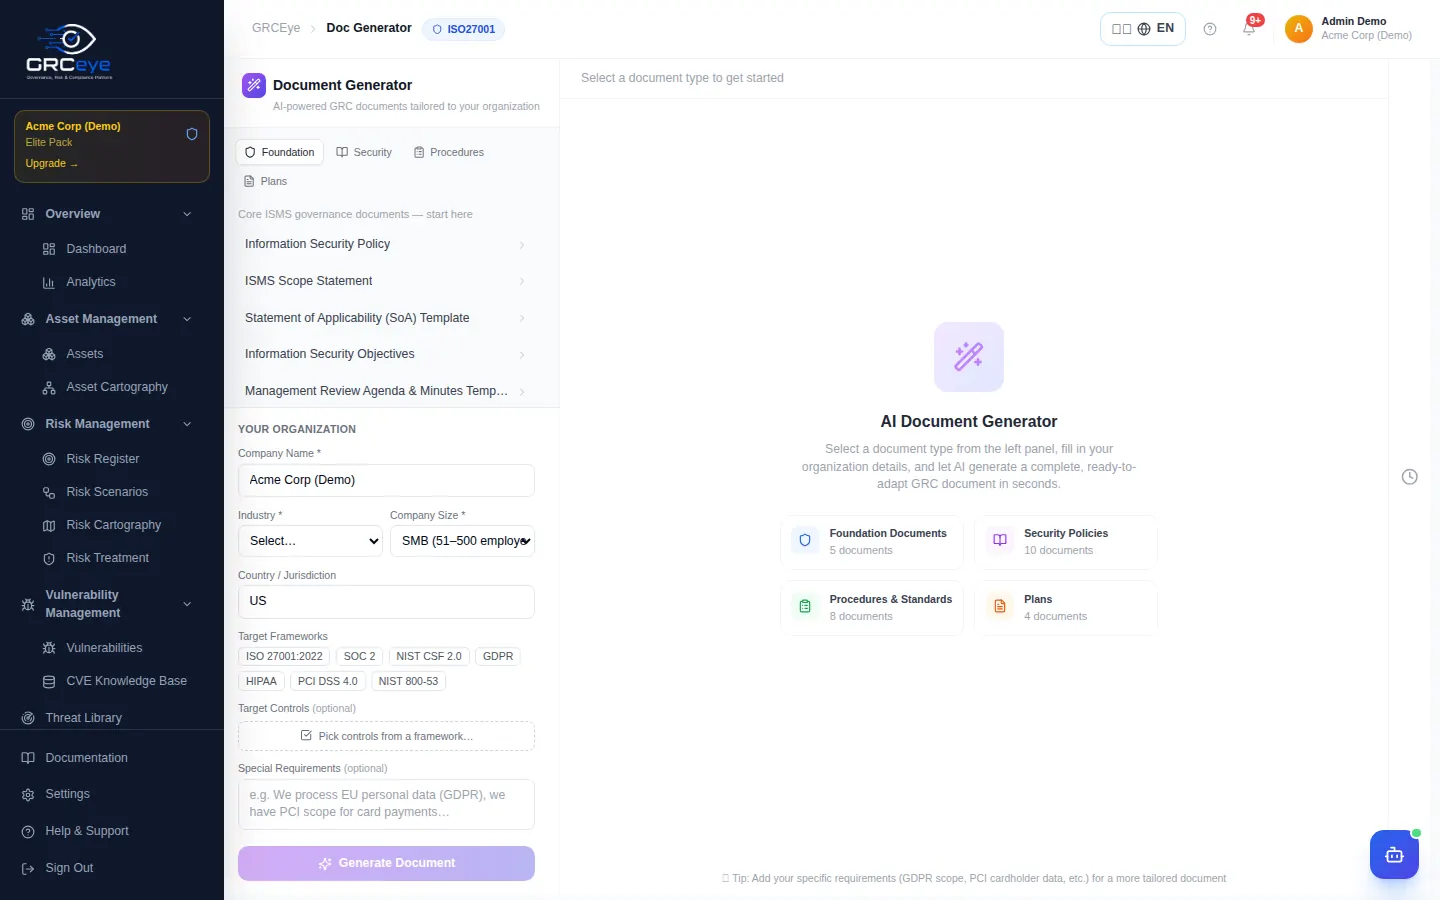 GRCeye
Governance, Risk & Compliance Platform
Acme Corp (Demo)
Elite Pack
Upgrade →
Overview
Dashboard
Analytics
Asset Management
Assets
Asset Cartography
Risk Management
Risk Register
Risk Scenarios
Risk Cartography
Risk Treatment
Vulnerability
Management
Vulnerabilities
CVE Knowledge Base
Threat Library
Documentation
Settings
Help & Support
Sign Out
GRCEye
Doc Generator
ISO27001
EN
9+
A
Admin Demo
Acme Corp (Demo)
Document Generator
AI-powered GRC documents tailored to your organization
Foundation
Security
Procedures
Plans
Core ISMS governance documents — start here
Information Security Policy
ISMS Scope Statement
Statement of Applicability (SoA) Template
Information Security Objectives
Management Review Agenda & Minutes Temp…
YOUR ORGANIZATION
Company Name *
Acme Corp (Demo)
Industry *
Company Size *
Select…
SMB (51–500 employe
Country / Jurisdiction
US
Target Frameworks
ISO 27001:2022
SOC 2
NIST CSF 2.0
GDPR
HIPAA
PCI DSS 4.0
NIST 800-53
Target Controls (optional)
Pick controls from a framework…
Special Requirements (optional)
e.g. We process EU personal data (GDPR), we
have PCI scope for card payments…
Generate Document
Select a document type to get started
AI Document Generator
Select a document type from the left panel, fill in your
organization details, and let AI generate a complete, ready-to-
adapt GRC document in seconds.
Foundation Documents
5 documents
Security Policies
10 documents
Procedures & Standards
8 documents
Plans
4 documents
Tip: Add your specific requirements (GDPR scope, PCI cardholder data, etc.) for a more tailored document